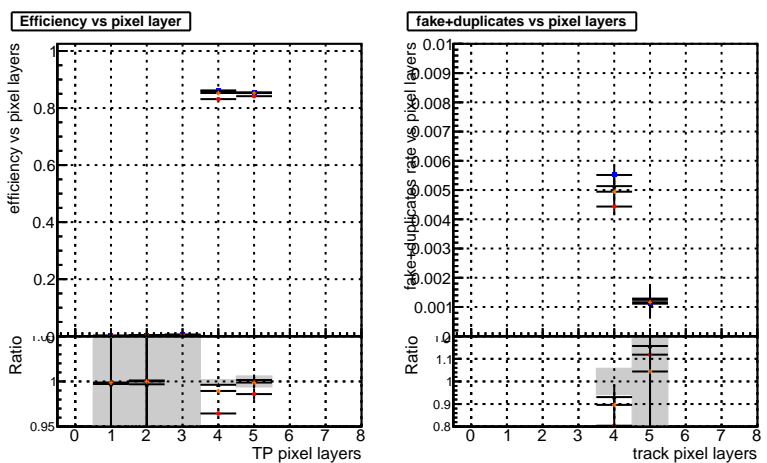 Efficiency vs pixel layer
efficiency vs pixel layers
1
0.8
0.6
0.4
0.2
Ratio
1
0.95
0 1 2 3 4 5 6 7 8
TP pixel layers
fake+duplicates vs pixel layers
fake+duplicates rate vs pixel layers
0.01
0.009
0.008
0.007
0.006
0.005
0.004
0.003
0.002
0.001
Ratio
1.1
1
0.9
0.8
0 1 2 3 4 5 6 7 8
track pixel layers